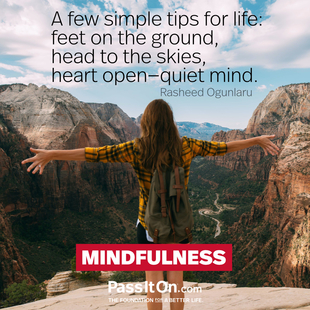 A few simple tips for life:
feet on the ground,
head to the skies,
heart open–quiet mind.
Rasheed Ogunlaru
MINDFULNESS
PassItOn.com
THE FOUNDATION FOR A BETTER LIFE